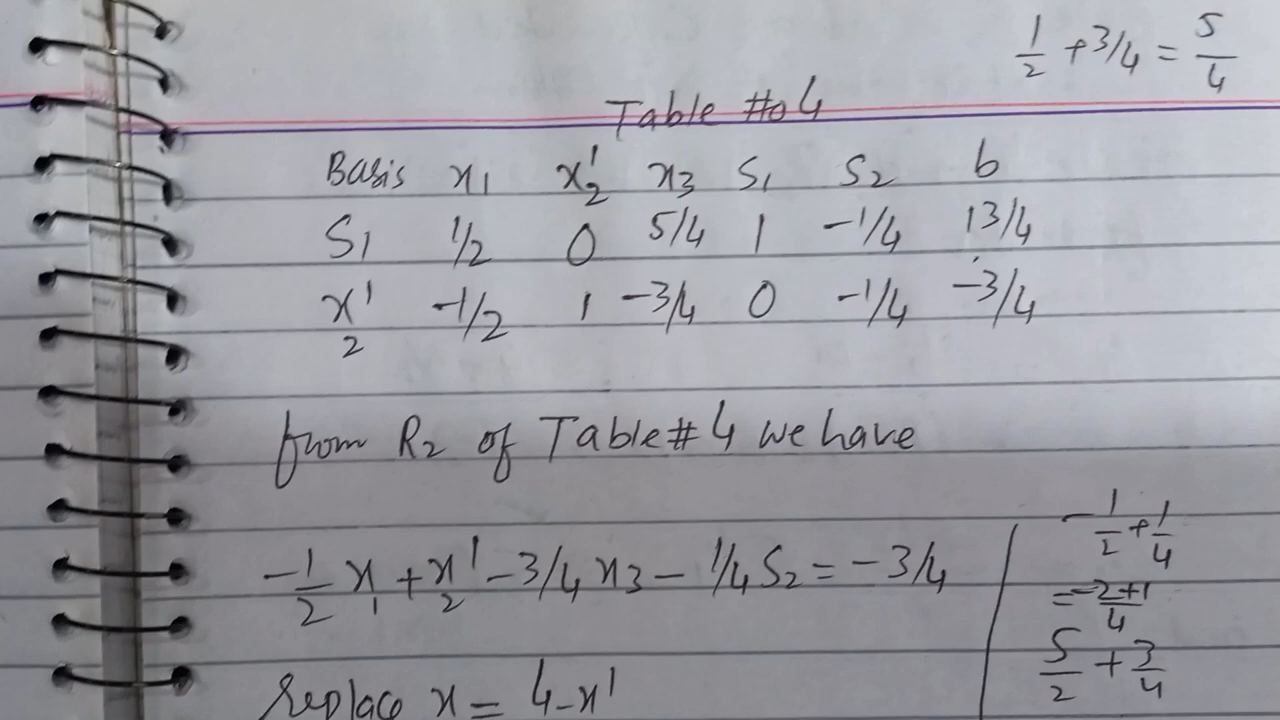 1/2 + 3/4 = 5/4
Table #o 4
Basis x1 x2' x3 S1 S2 b
S1 1/2 0 5/4 1 -1/4 13/4
x2' -1/2 1 -3/4 0 -1/4 -3/4
from R2 of Table # 4 we have
-1/2 x1 + x2' - 3/4 x3 - 1/4 S2 = -3/4
replace x = 4-x'
-1/2 + 1/4
= -2+1/4
5/2 + 3/4